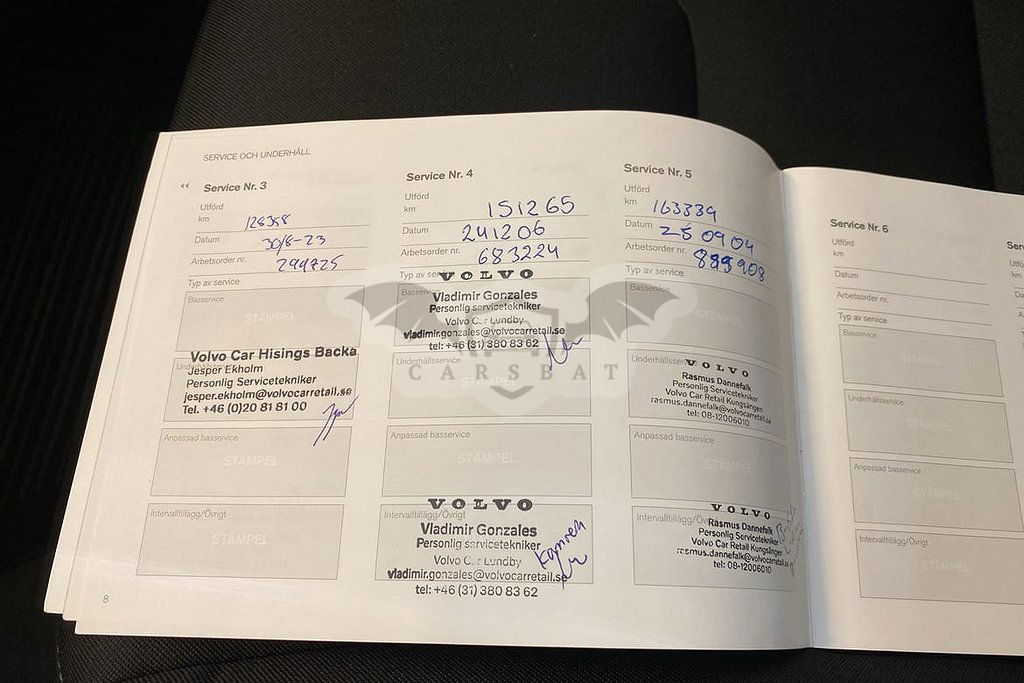 SERVICE OCH UNDERHÅLL
Service Nr. 3
Utförd
km 128358
Datum 30/8-23
Arbetsorder nr. 294725
Typ av service
Basservice
STÄMPEL
Volvo Car Hisings Backa
Jesper Ekholm
Personlig Servicetekniker
jesper.ekholm@volvocarretail.se
Tel. +46 (0)20 81 81 00
Anpassad basservice
STÄMPEL
Intervalltillägg/Övrigt
STÄMPEL
8
Service Nr. 4
Utförd
km 151265
Datum 241206
Arbetsorder nr. 683224
Typ av service
VOLVO
Basservice
Vladimir Gonzales
Personlig servicetekniker
Volvo Car Lundby
vladimir.gonzales@volvocarretail.se
tel: +46 (31) 380 83 62
Underhållsservice
STÄMPEL
Anpassad basservice
STÄMPEL
VOLVO
Intervalltillägg/Övrigt
Vladimir Gonzales
Personlig servicetekniker
Volvo Car Lundby
vladimir.gonzales@volvocarretail.se
tel: +46 (31) 380 83 62
Service Nr. 5
Utförd
km 163339
Datum 250904
Arbetsorder nr. 899908
Typ av service
Basservice
STÄMPEL
Underhållsservice
VOLVO
Rasmus Dannefalk
Personlig Servicetekniker
Volvo Car Retail Kungsängen
rasmus.dannefalk@volvocarretail.se
tel: 08-12006010
Anpassad basservice
STÄMPEL
VOLVO
Intervalltillägg/Övrigt
Rasmus Dannefalk
Personlig Servicetekniker
Volvo Car Retail Kungsängen
rasmus.dannefalk@volvocarretail.se
tel: 08-12006010
Service Nr. 6
Utförd
km
Datum
Arbetsorder nr.
Typ av service
Basservice
STÄMPEL
Underhållsservice
STÄMPEL
Anpassad basservice
STÄMPEL
Intervalltillägg/Övrigt
STÄMPEL
CARSBAT